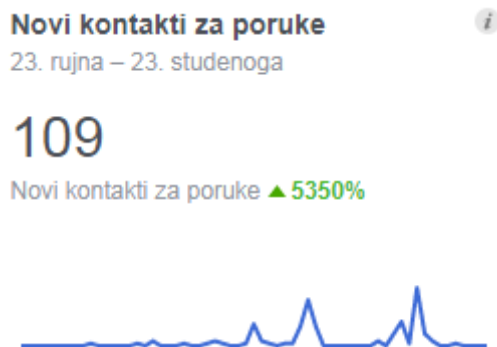 Novi kontakti za poruke
23. rujna – 23. studenoga
109
Novi kontakti za poruke ▲ 5350%